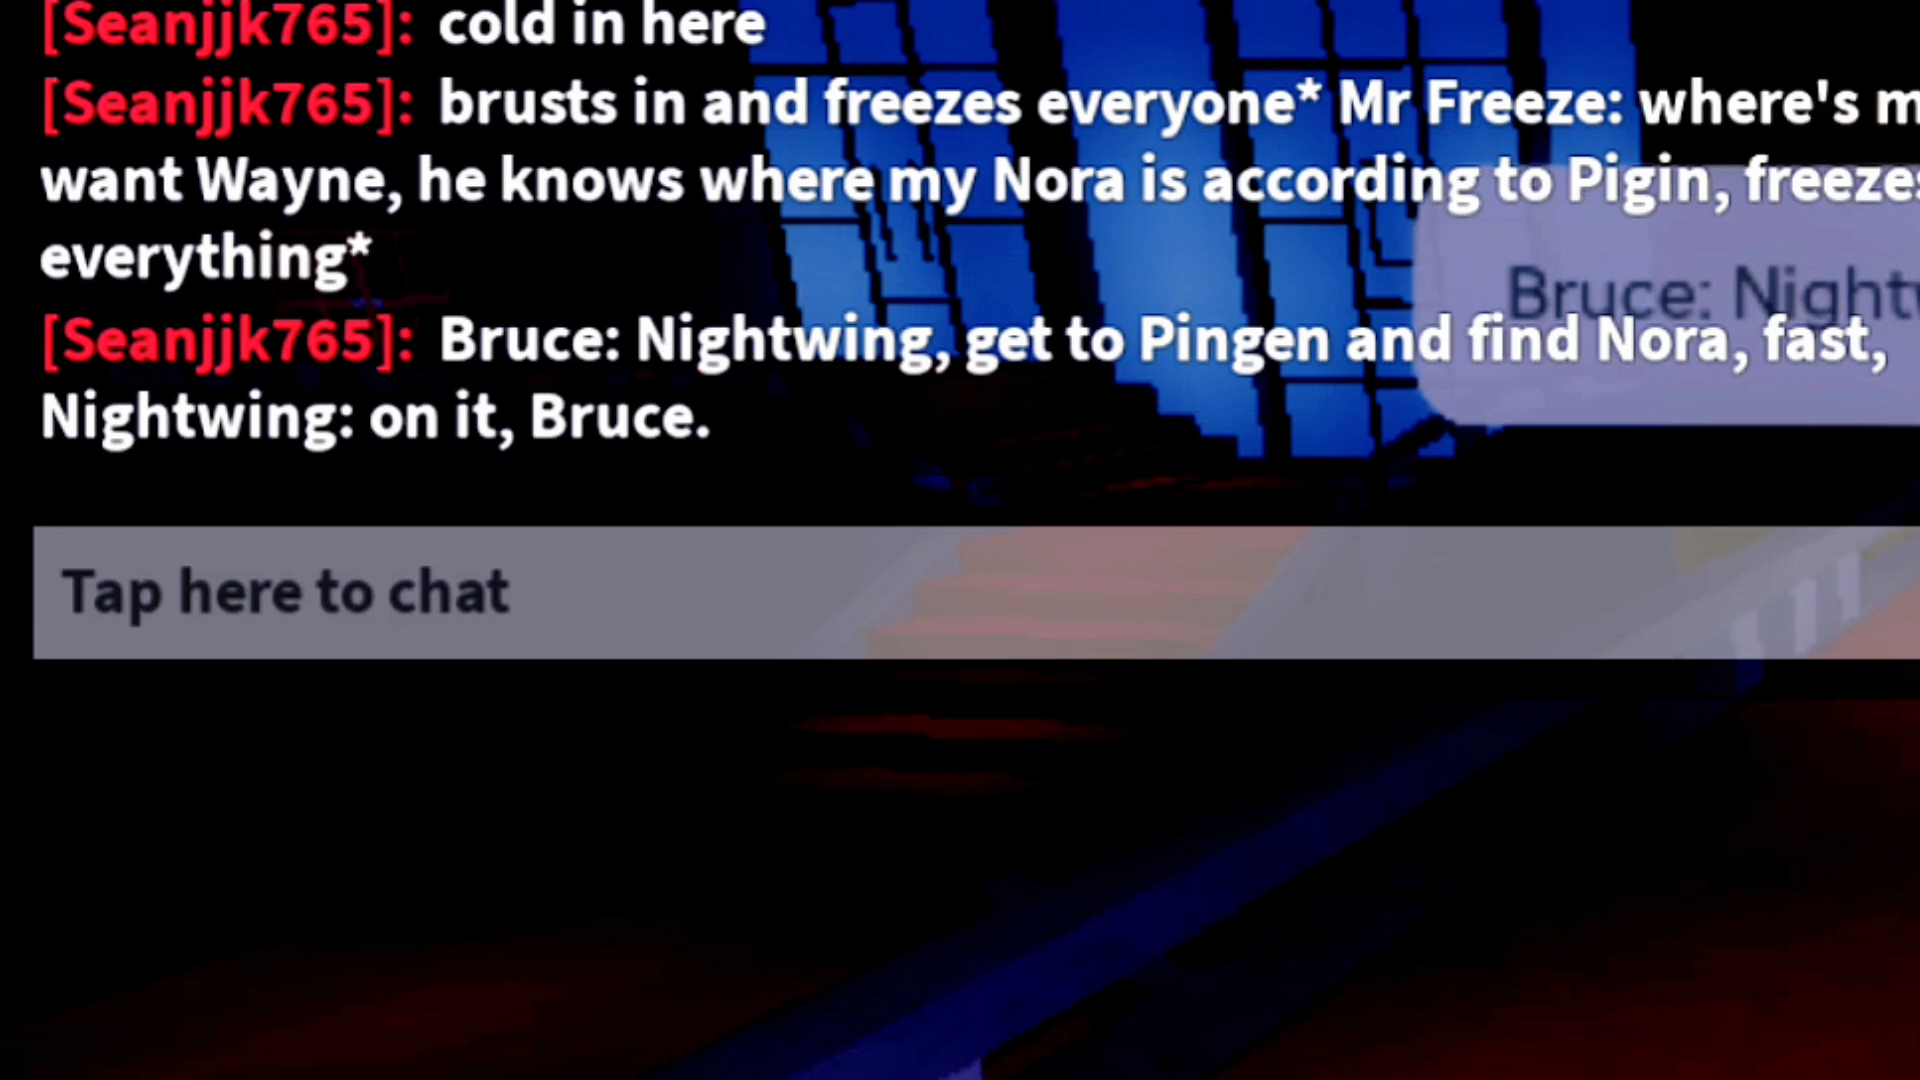 [Seanjjk765]: cold in here
[Seanjjk765]: brusts in and freezes everyone* Mr Freeze: where's
want Wayne, he knows where my Nora is according to Pigin, freezes
everything*
Bruce:
[Seanjjk765]: Bruce: Nightwing, get to Pingen and find Nora, fast,
Nightwing: on it, Bruce.
Tap here to chat